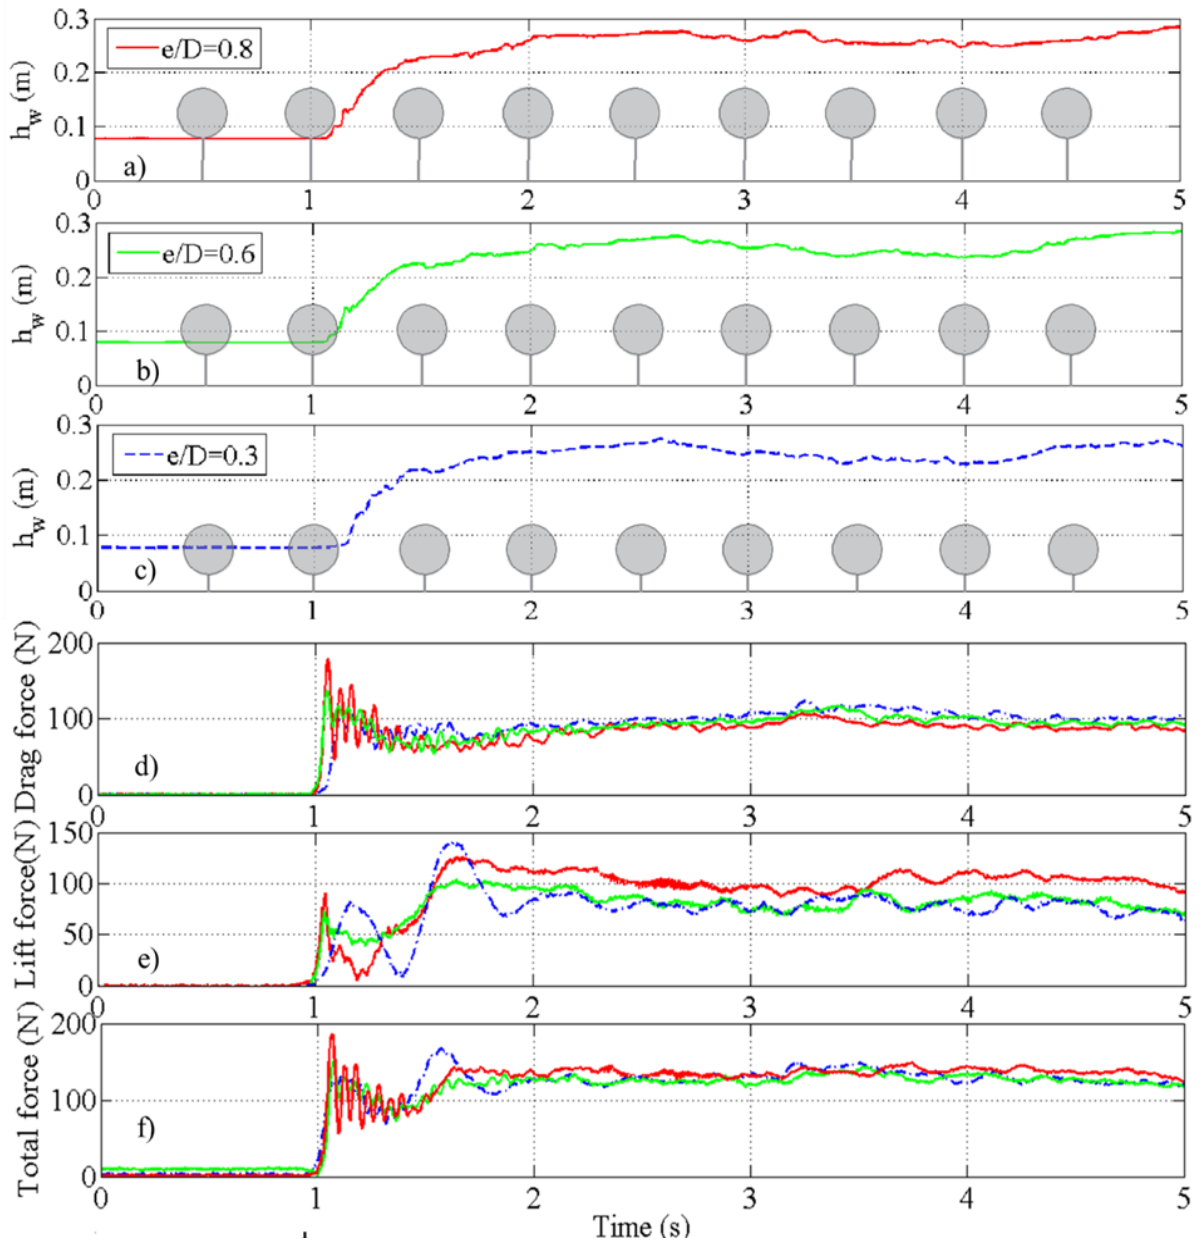 0.3
e/D=0.8
0.2
h_w (m)
0.1
a)
0
0 1 2 3 4 5
0.3
e/D=0.6
0.2
h_w (m)
0.1
b)
0
0 1 2 3 4 5
0.3
e/D=0.3
0.2
h_w (m)
0.1
c)
0
0 1 2 3 4 5
200
Drag force (N)
100
d)
0
0 1 2 3 4 5
150
Lift force(N)
100
50
e)
0
0 1 2 3 4 5
200
Total force (N)
100
f)
0
0 1 2 3 4 5
Time (s)